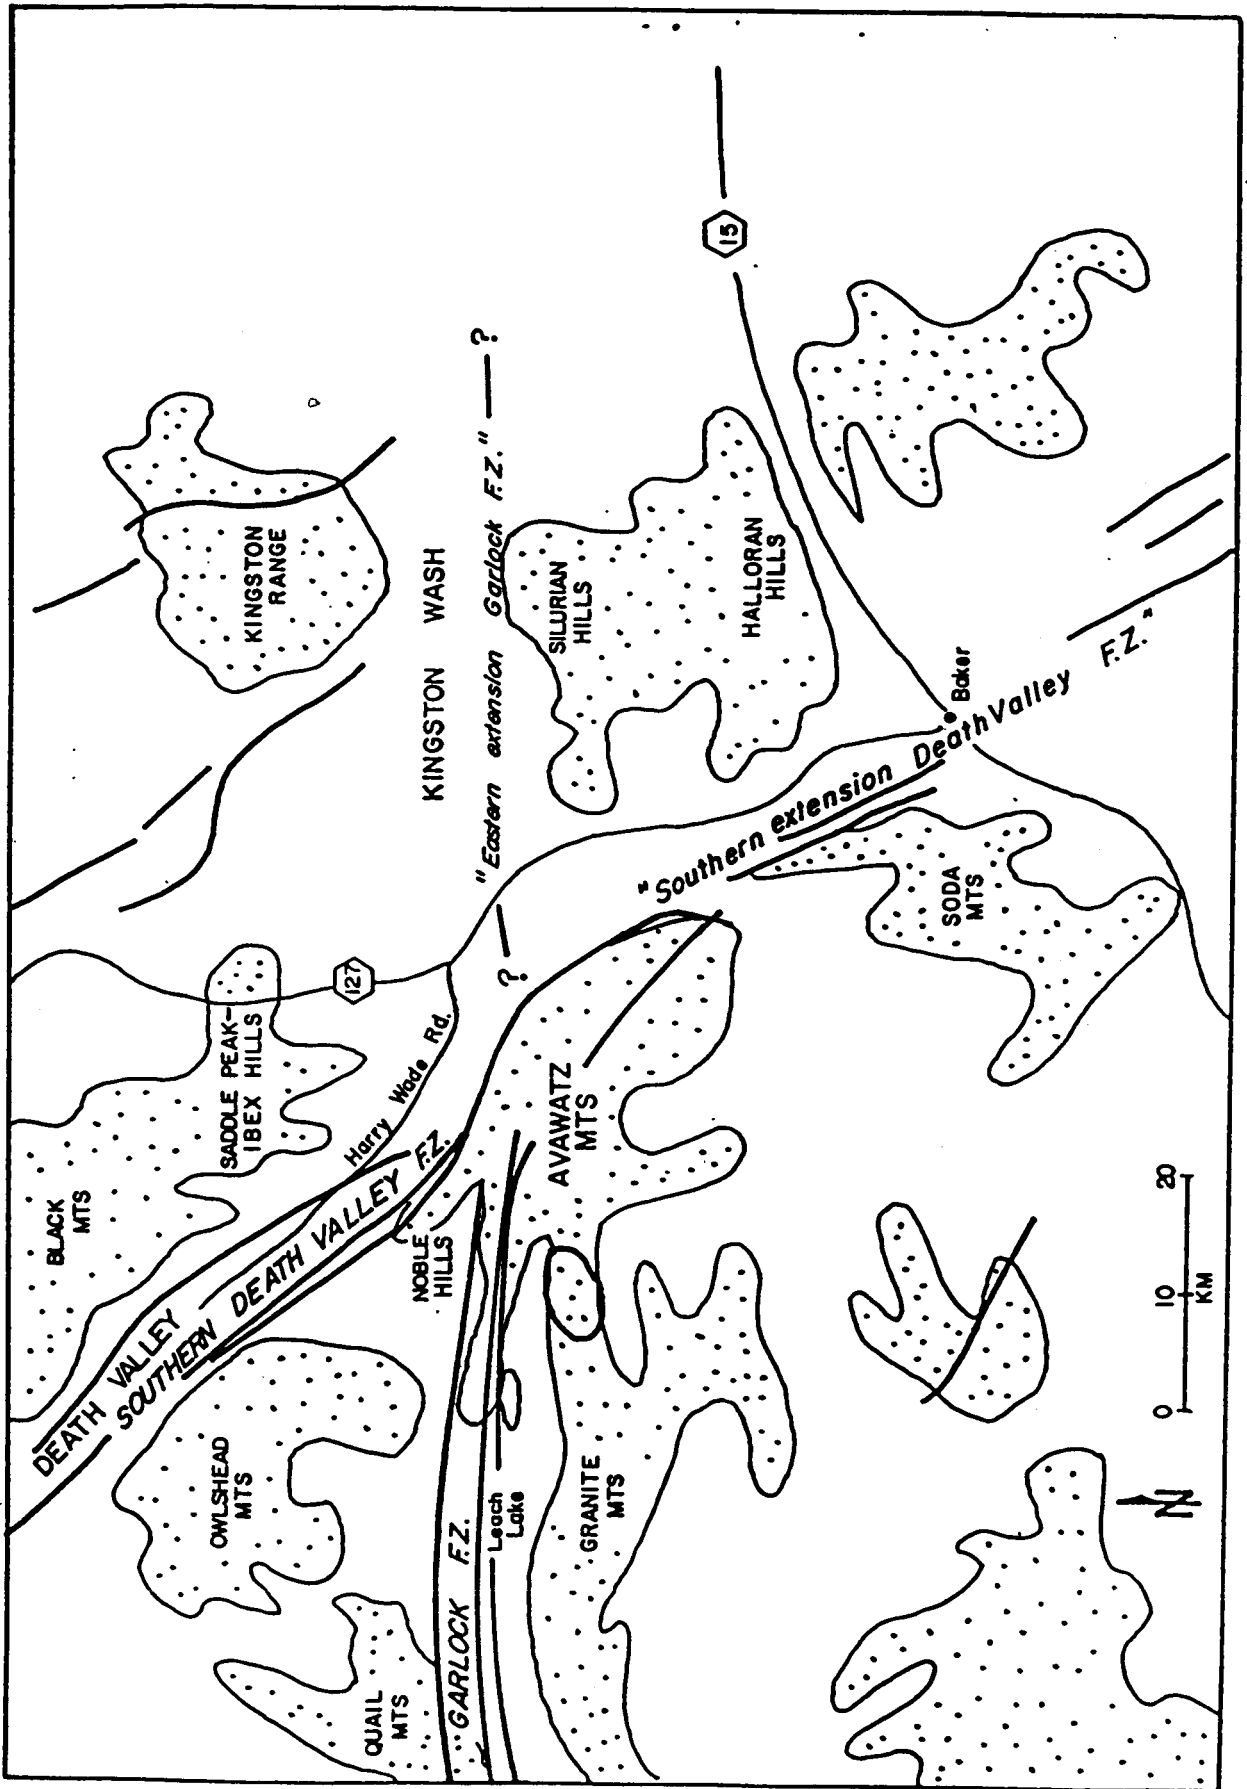 DEATH VALLEY
SOUTHERN DEATH VALLEY F.Z.
BLACK
MTS
SADDLE PEAK-
IBEX HILLS
127
Harry Wade Rd.
KINGSTON
RANGE
KINGSTON WASH
OWLSHEAD
MTS
QUAIL
MTS
NOBLE
HILLS
GARLOCK F.Z.
Leach
Lake
? — "Eastern extension Garlock F.Z." — ?
AVAWATZ
MTS
GRANITE
MTS
SILURIAN
HILLS
HALLORAN
HILLS
15
"Southern extension Death Valley F.Z."
Baker
SODA
MTS
N
0 10 20
KM